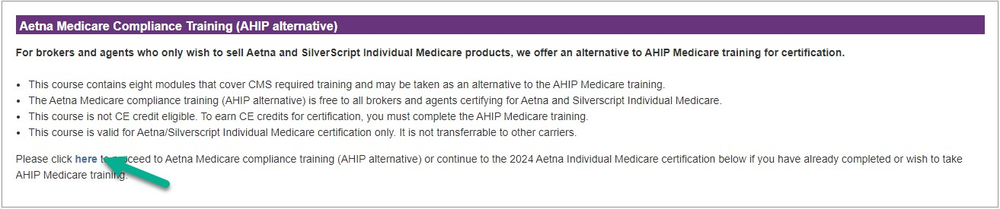 Aetna Medicare Compliance Training (AHIP alternative)
For brokers and agents who only wish to sell Aetna and SilverScript Individual Medicare products, we offer an alternative to AHIP Medicare training for certification.
• This course contains eight modules that cover CMS required training and may be taken as an alternative to the AHIP Medicare training.
• The Aetna Medicare compliance training (AHIP alternative) is free to all brokers and agents certifying for Aetna and Silverscript Individual Medicare.
• This course is not CE credit eligible. To earn CE credits for certification, you must complete the AHIP Medicare training.
• This course is valid for Aetna/Silverscript Individual Medicare certification only. It is not transferrable to other carriers.
Please click here to proceed to Aetna Medicare compliance training (AHIP alternative) or continue to the 2024 Aetna Individual Medicare certification below if you have already completed or wish to take
AHIP Medicare training.